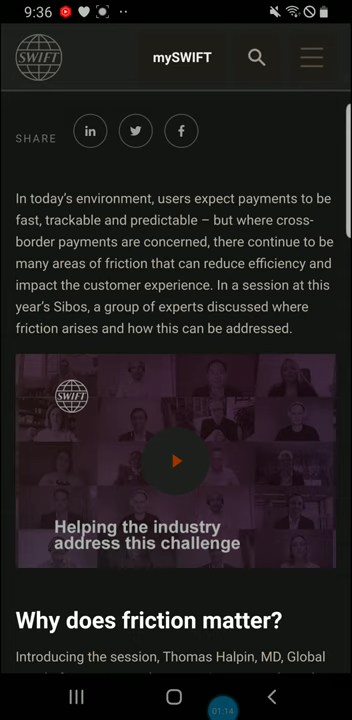 9:36
SWIFT
mySWIFT
SHARE
In today's environment, users expect payments to be
fast, trackable and predictable – but where cross-
border payments are concerned, there continue to be
many areas of friction that can reduce efficiency and
impact the customer experience. In a session at this
year's Sibos, a group of experts discussed where
friction arises and how this can be addressed.
SWIFT
Helping the industry
address this challenge
Why does friction matter?
Introducing the session, Thomas Halpin, MD, Global
01:14